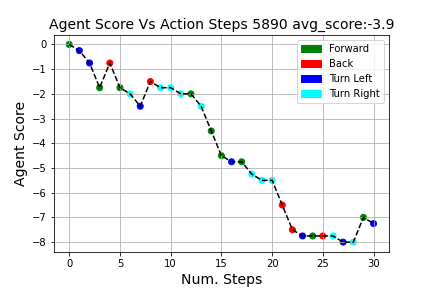 Agent Score Vs Action Steps 5890 avg_score:-3.9
Agent Score
0
−1
−2
−3
−4
−5
−6
−7
−8
Forward
Back
Turn Left
Turn Right
0 5 10 15 20 25 30
Num. Steps